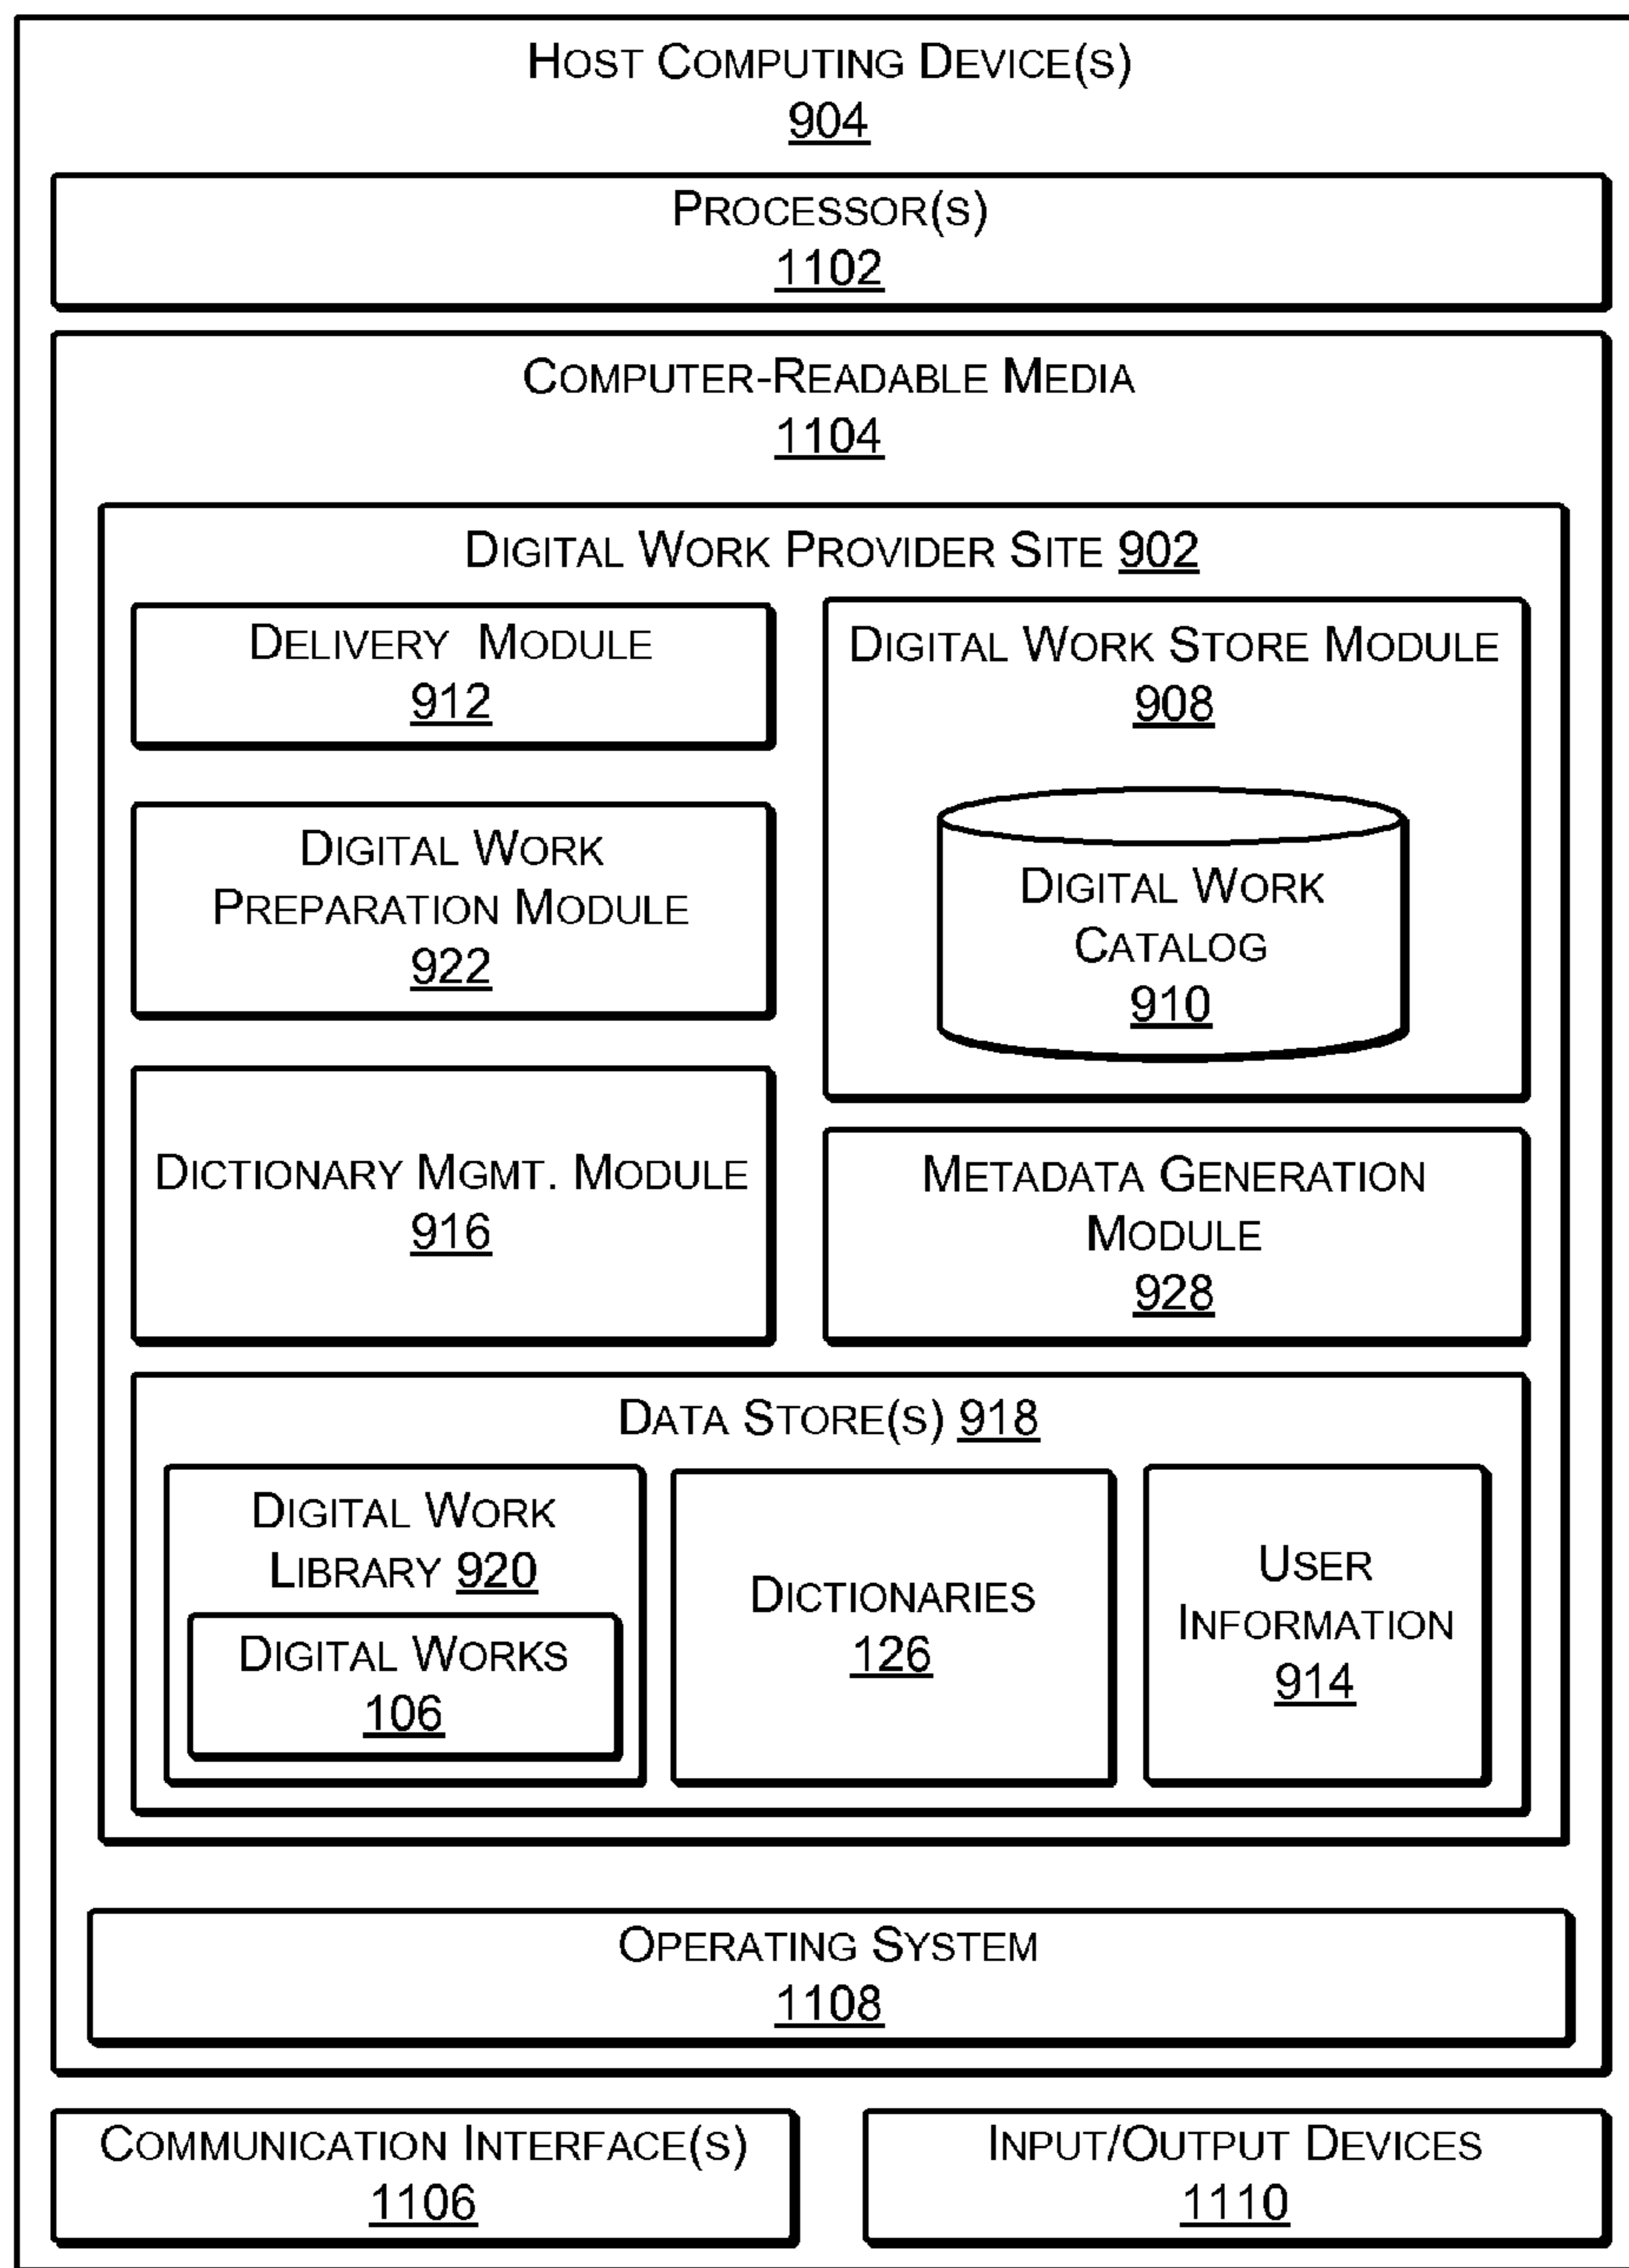 HOST COMPUTING DEVICE(S)
904
PROCESSOR(S)
1102
COMPUTER-READABLE MEDIA
1104
DIGITAL WORK PROVIDER SITE 902
DELIVERY MODULE
912
DIGITAL WORK STORE MODULE
908
DIGITAL WORK
CATALOG
910
DIGITAL WORK
PREPARATION MODULE
922
DICTIONARY MGMT. MODULE
916
METADATA GENERATION
MODULE
928
DATA STORE(S) 918
DIGITAL WORK
LIBRARY 920
DIGITAL WORKS
106
DICTIONARIES
126
USER
INFORMATION
914
OPERATING SYSTEM
1108
COMMUNICATION INTERFACE(S)
1106
INPUT/OUTPUT DEVICES
1110